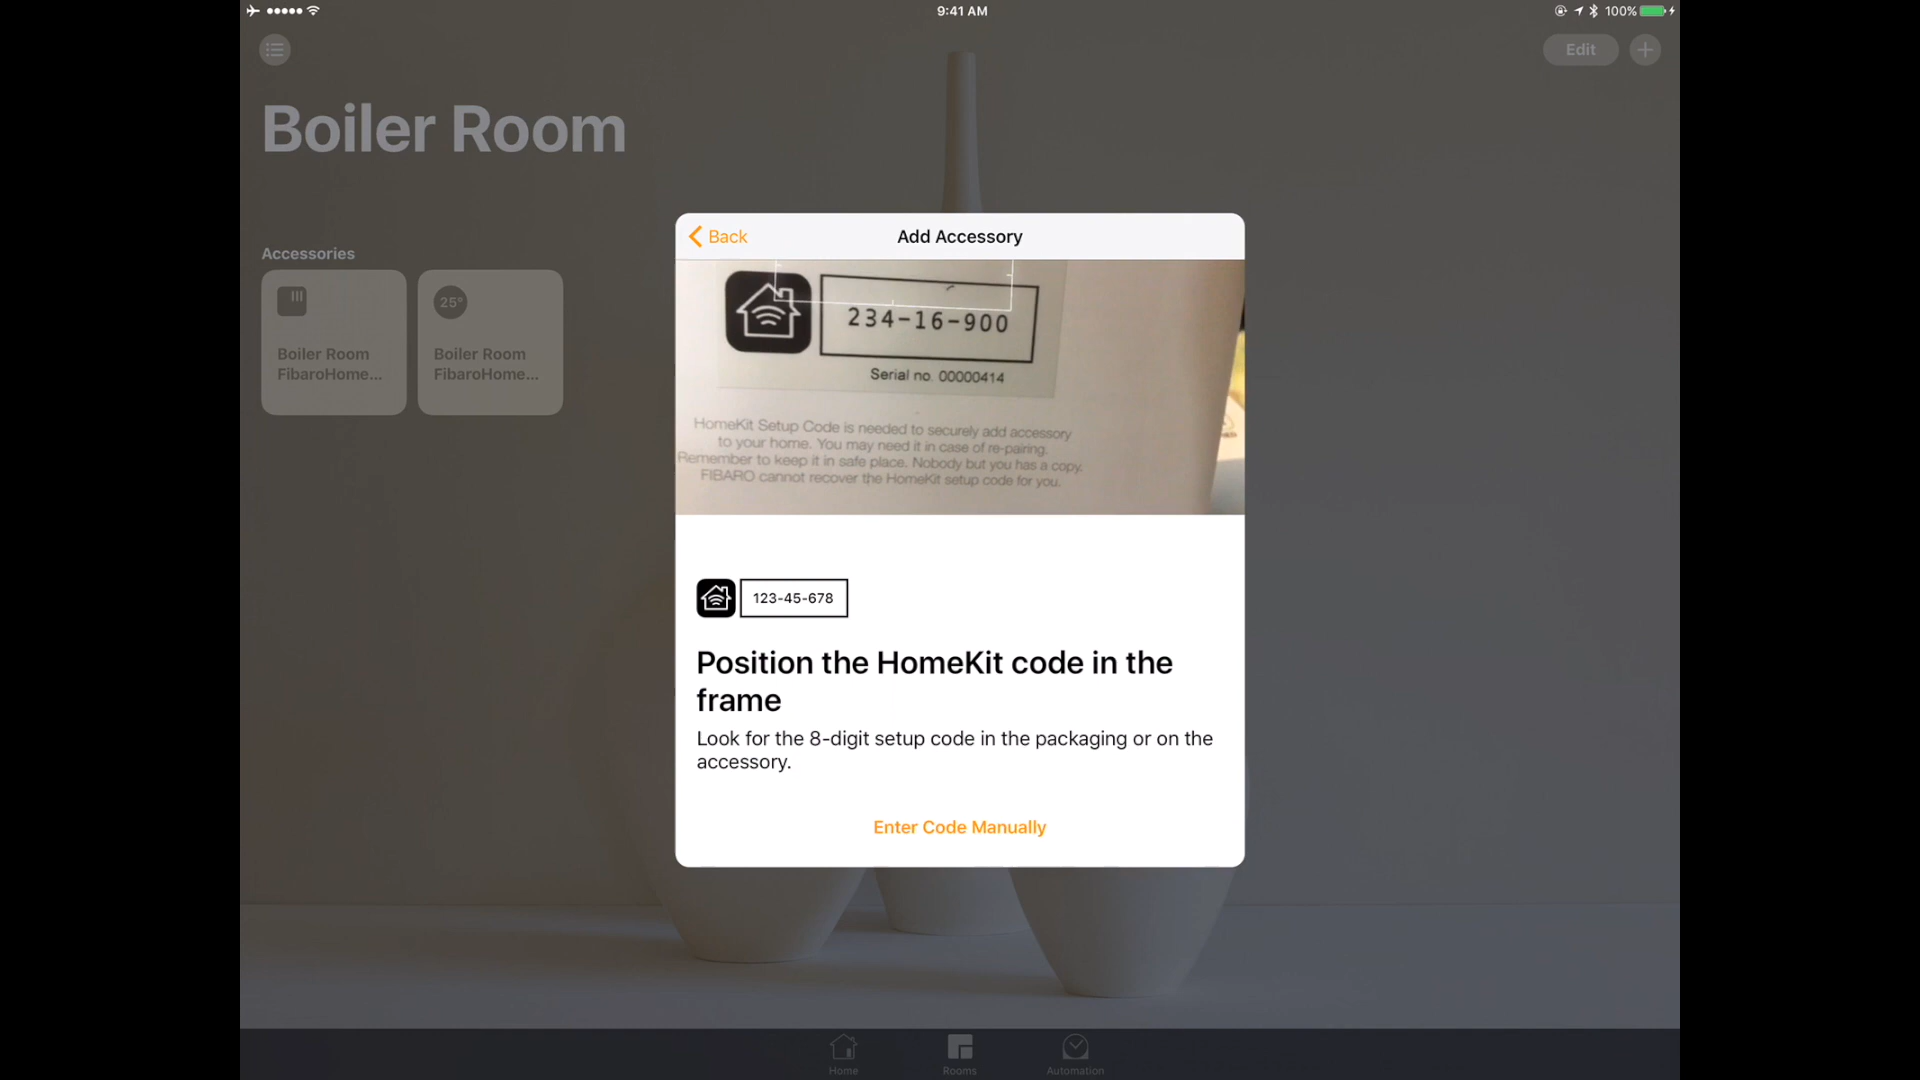 9:41 AM
100%
Edit
Boiler Room
Accessories
Boiler Room
FibaroHome...
25°
Boiler Room
FibaroHome...
Back
Add Accessory
234-16-900
Serial no. 00000414
HomeKit Setup Code is needed to securely add accessory
to your home. You may need it in case of re-pairing.
Remember to keep it in safe place. Nobody but you has a copy.
FIBARO cannot recover the HomeKit setup code for you.
123-45-678
Position the HomeKit code in the
frame
Look for the 8-digit setup code in the packaging or on the
accessory.
Enter Code Manually
Home
Rooms
Automation